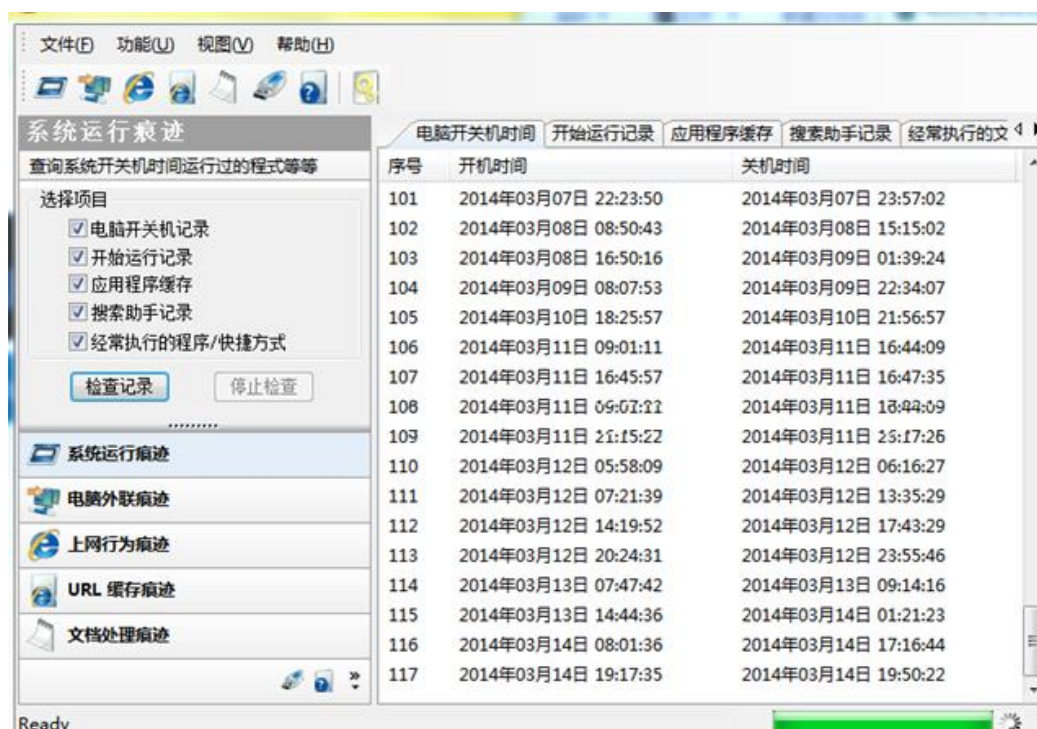 文件(F) 功能(U) 视图(V) 帮助(H)
系统运行痕迹
查询系统开关机时间运行过的程式等等
选择项目
电脑开关机记录
开始运行记录
应用程序缓存
搜索助手记录
经常执行的程序/快捷方式
检查记录 停止检查
系统运行痕迹
电脑外联痕迹
上网行为痕迹
URL 缓存痕迹
文档处理痕迹
Ready
电脑开关机时间 开始运行记录 应用程序缓存 搜索助手记录 经常执行的文
序号 开机时间 关机时间
101 2014年03月07日 22:23:50 2014年03月07日 23:57:02
102 2014年03月08日 08:50:43 2014年03月08日 15:15:02
103 2014年03月08日 16:50:16 2014年03月09日 01:39:24
104 2014年03月09日 08:07:53 2014年03月09日 22:34:07
105 2014年03月10日 18:25:57 2014年03月10日 21:56:57
106 2014年03月11日 09:01:11 2014年03月11日 16:44:09
107 2014年03月11日 16:45:57 2014年03月11日 16:47:35
108 2014年03月11日 2014年03月11日
109 2014年03月11日 2014年03月11日
110 2014年03月12日 05:58:09 2014年03月12日 06:16:27
111 2014年03月12日 07:21:39 2014年03月12日 13:35:29
112 2014年03月12日 14:19:52 2014年03月12日 17:43:29
113 2014年03月12日 20:24:31 2014年03月12日 23:55:46
114 2014年03月13日 07:47:42 2014年03月13日 09:14:16
115 2014年03月13日 14:44:36 2014年03月14日 01:21:23
116 2014年03月14日 08:01:36 2014年03月14日 17:16:44
117 2014年03月14日 19:17:35 2014年03月14日 19:50:22